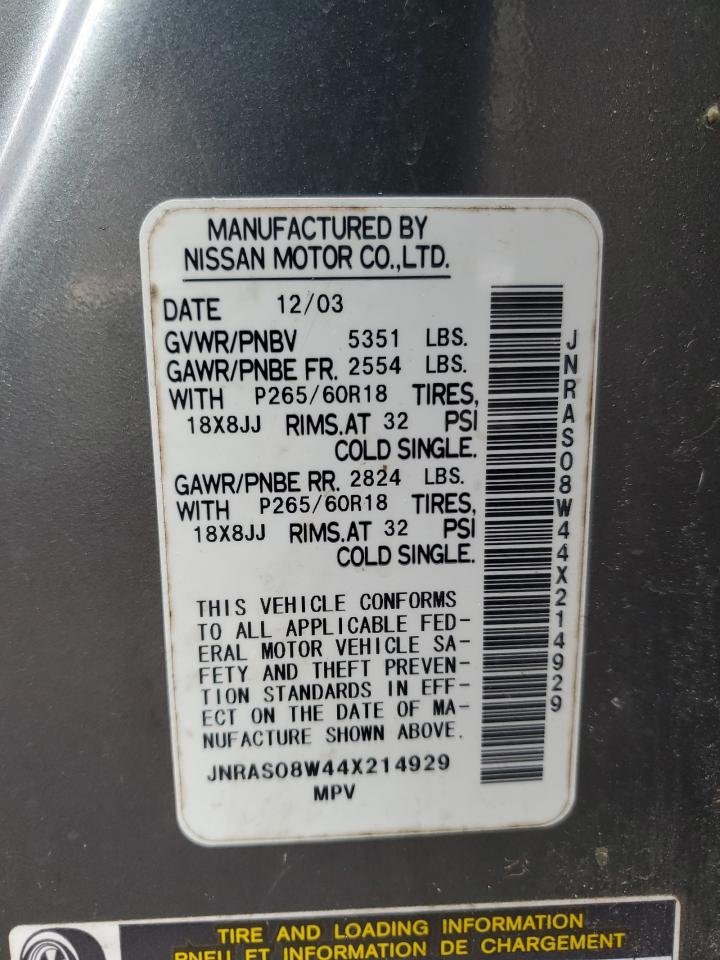 MANUFACTURED BY
NISSAN MOTOR CO.,LTD.
DATE 12/03
GVWR/PNBV 5351 LBS.
GAWR/PNBE FR. 2554 LBS.
WITH P265/60R18 TIRES,
18X8JJ RIMS.AT 32 PSI
COLD SINGLE.
GAWR/PNBE RR. 2824 LBS.
WITH P265/60R18 TIRES,
18X8JJ RIMS.AT 32 PSI
COLD SINGLE.
THIS VEHICLE CONFORMS
TO ALL APPLICABLE FED-
ERAL MOTOR VEHICLE SA-
FETY AND THEFT PREVEN-
TION STANDARDS IN EFF-
ECT ON THE DATE OF MA-
NUFACTURE SHOWN ABOVE.
JNRAS08W44X214929
MPV
JNRAS08W44X214929
TIRE AND LOADING INFORMATION
PNEU ET INFORMATION DE CHARGEMENT